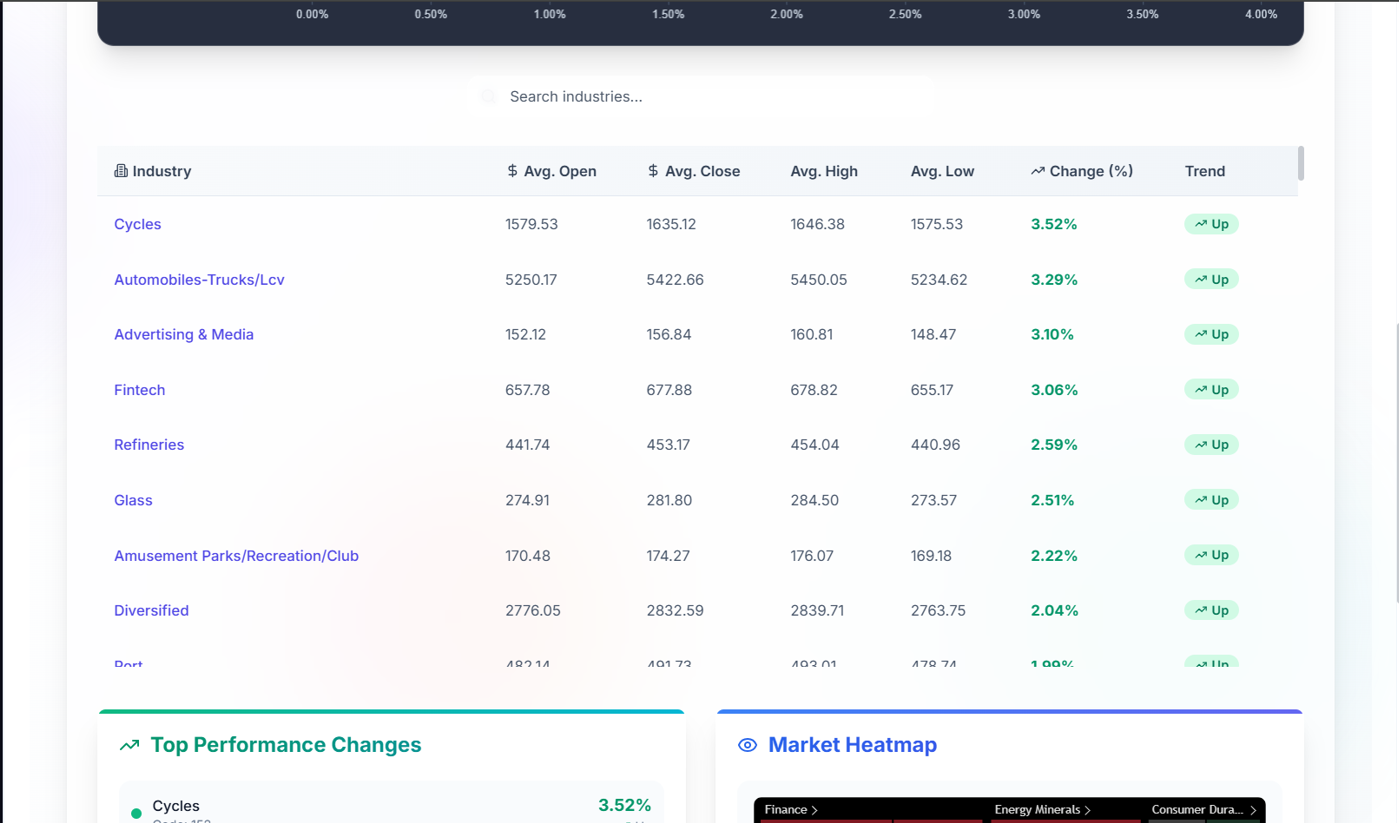 0.00% 0.50% 1.00% 1.50% 2.00% 2.50% 3.00% 3.50% 4.00%
Search industries...
Industry $ Avg. Open $ Avg. Close Avg. High Avg. Low Change (%) Trend
Cycles 1579.53 1635.12 1646.38 1575.53 3.52% Up
Automobiles-Trucks/Lcv 5250.17 5422.66 5450.05 5234.62 3.29% Up
Advertising & Media 152.12 156.84 160.81 148.47 3.10% Up
Fintech 657.78 677.88 678.82 655.17 3.06% Up
Refineries 441.74 453.17 454.04 440.96 2.59% Up
Glass 274.91 281.80 284.50 273.57 2.51% Up
Amusement Parks/Recreation/Club 170.48 174.27 176.07 169.18 2.22% Up
Diversified 2776.05 2832.59 2839.71 2763.75 2.04% Up
Port 482.14 491.73 493.01 478.74 1.99% Up
Top Performance Changes
Market Heatmap
Cycles 3.52%
Finance > Energy Minerals > Consumer Dura... >